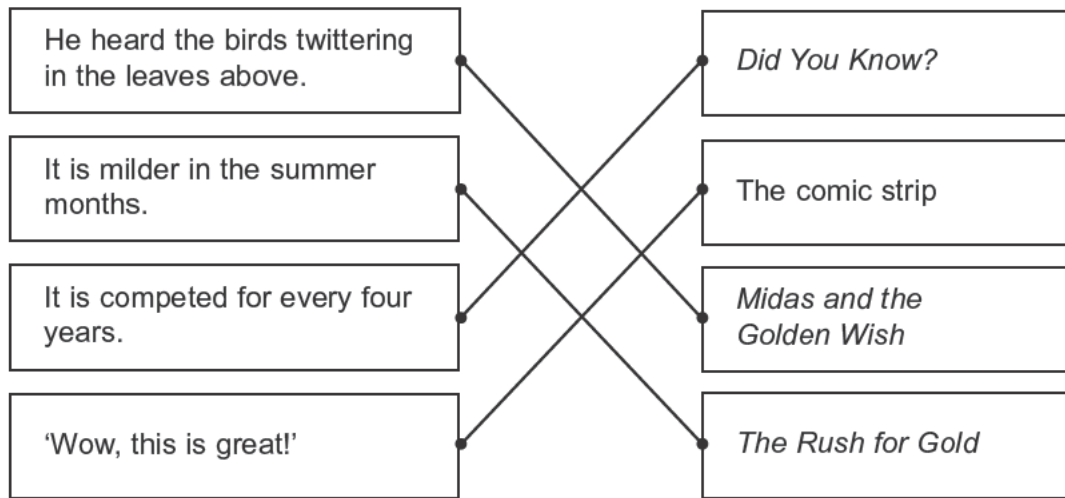 He heard the birds twittering
in the leaves above.
It is milder in the summer
months.
It is competed for every four
years.
‘Wow, this is great!’
Did You Know?
The comic strip
Midas and the
Golden Wish
The Rush for Gold